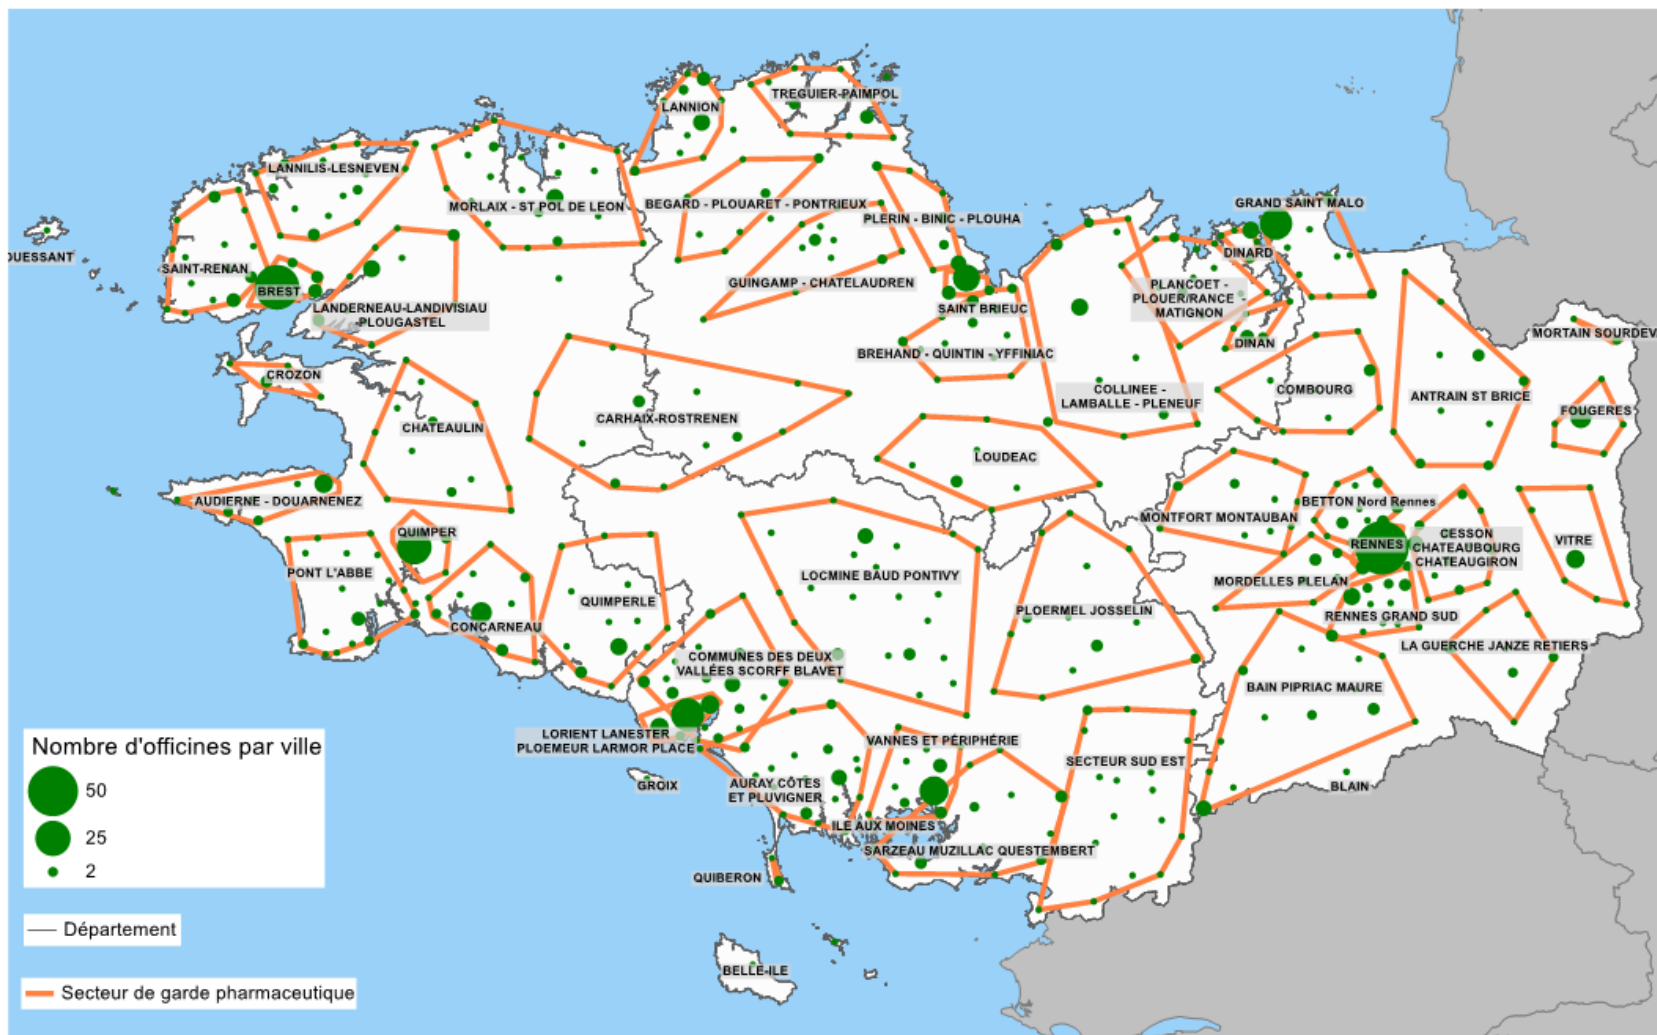 LANNION
TREGUIER-PAIMPOL
LANNILIS-LESNEVEN
MORLAIX - ST POL DE LEON
BEGARD - PLOUARET - PONTRIEUX
PLERIN - BINIC - PLOUHA
GRAND SAINT MALO
OUESSANT
SAINT-RENAN
BREST
GUINGAMP - CHATELAUDREN
DINARD
LANDERNEAU-LANDIVISIAU
-PLOUGASTEL
SAINT BRIEUC
PLANCOET -
PLOUER/RANCE -
MATIGNON
MORTAIN SOURDEV
BREHAND - QUINTIN - YFFINIAC
DINAN
CROZON
COLLINEE -
LAMBALLE - PLENEUF
COMBOURG
ANTRAIN ST BRICE
FOUGERES
CHATEAULIN
CARHAIX-ROSTRENEN
LOUDEAC
AUDIERNE - DOUARNENEZ
MONTFORT MONTAUBAN
BETTON Nord Rennes
QUIMPER
RENNES
CESSON
CHATEAUBOURG
CHATEAUGIRON
VITRE
PONT L'ABBE
LOCMINE BAUD PONTIVY
MORDELLES PLELAN
QUIMPERLE
PLOERMEL JOSSELIN
RENNES GRAND SUD
CONCARNEAU
LA GUERCHE JANZE RETIERS
COMMUNES DES DEUX
VALLÉES SCORFF BLAVET
BAIN PIPRIAC MAURE
LORIENT LANESTER
PLOEMEUR LARMOR PLACE
VANNES ET PÉRIPHÉRIE
SECTEUR SUD EST
GROIX
AURAY CÔTES
ET PLUVIGNER
BLAIN
ILE AUX MOINES
SARZEAU MUZILLAC QUESTEMBERT
QUIBERON
BELLE-ILE
Nombre d'officines par ville
50
25
2
Département
Secteur de garde pharmaceutique